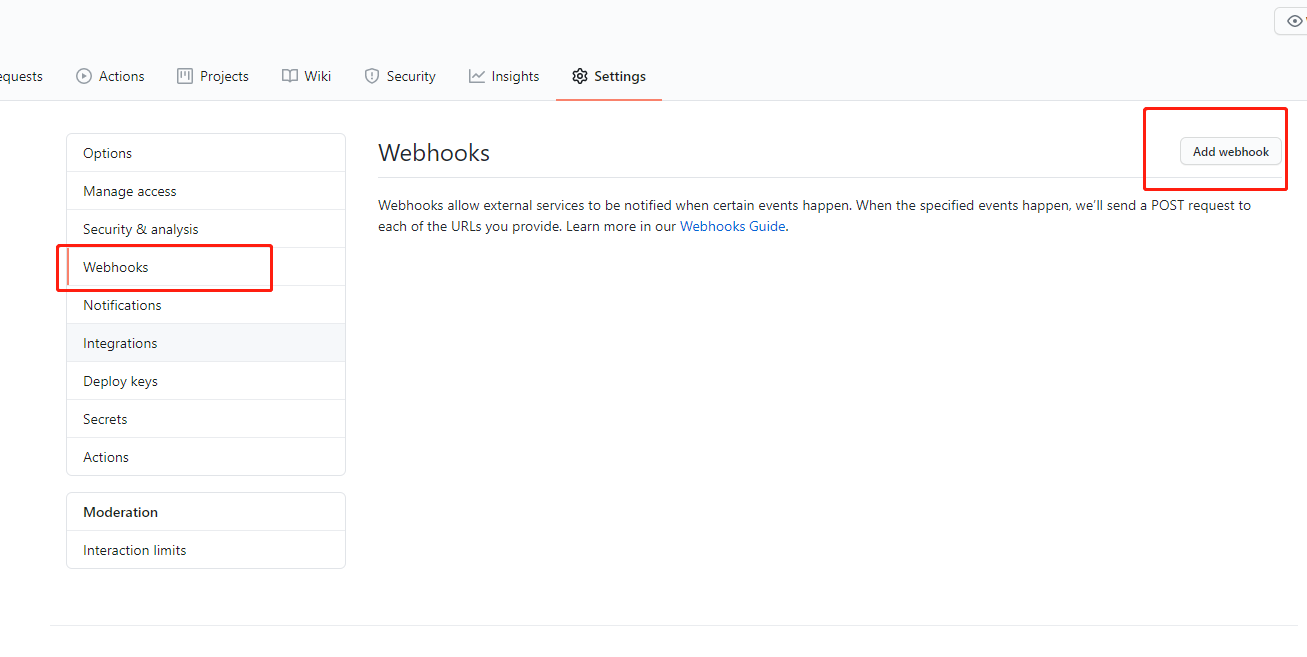 equests Actions Projects Wiki Security Insights Settings
Options
Manage access
Security & analysis
Webhooks
Notifications
Integrations
Deploy keys
Secrets
Actions
Moderation
Interaction limits
Webhooks
Add webhook
Webhooks allow external services to be notified when certain events happen. When the specified events happen, we'll send a POST request to
each of the URLs you provide. Learn more in our Webhooks Guide.